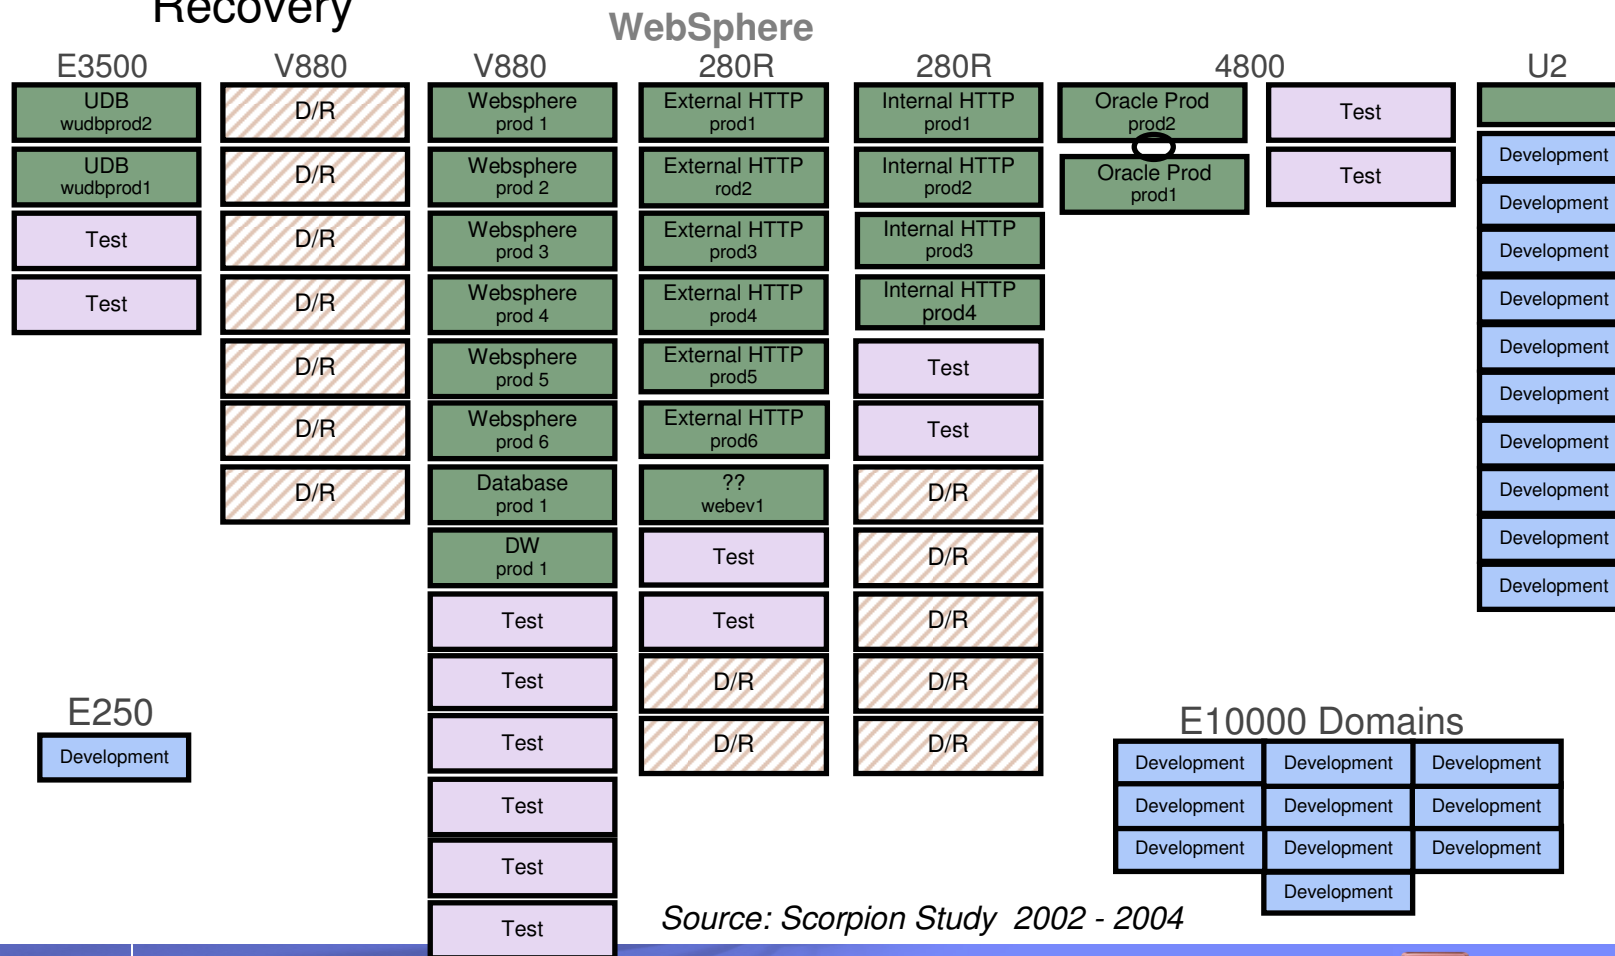 Recovery
WebSphere
E3500
UDB
wudbprod2
UDB
wudbprod1
Test
Test
V880
D/R
D/R
D/R
D/R
D/R
D/R
D/R
V880
Websphere
prod 1
Websphere
prod 2
Websphere
prod 3
Websphere
prod 4
Websphere
prod 5
Websphere
prod 6
Database
prod 1
DW
prod 1
Test
Test
Test
Test
Test
Test
280R
External HTTP
prod1
External HTTP
rod2
External HTTP
prod3
External HTTP
prod4
External HTTP
prod5
External HTTP
prod6
??
webev1
Test
Test
D/R
D/R
280R
Internal HTTP
prod1
Internal HTTP
prod2
Internal HTTP
prod3
Internal HTTP
prod4
Test
Test
D/R
D/R
D/R
D/R
D/R
4800
Oracle Prod
prod2
Oracle Prod
prod1
Test
Test
U2
Development
Development
Development
Development
Development
Development
Development
Development
Development
Development
E250
Development
E10000 Domains
Development Development Development
Development Development Development
Development Development Development
Development
Source: Scorpion Study 2002 - 2004